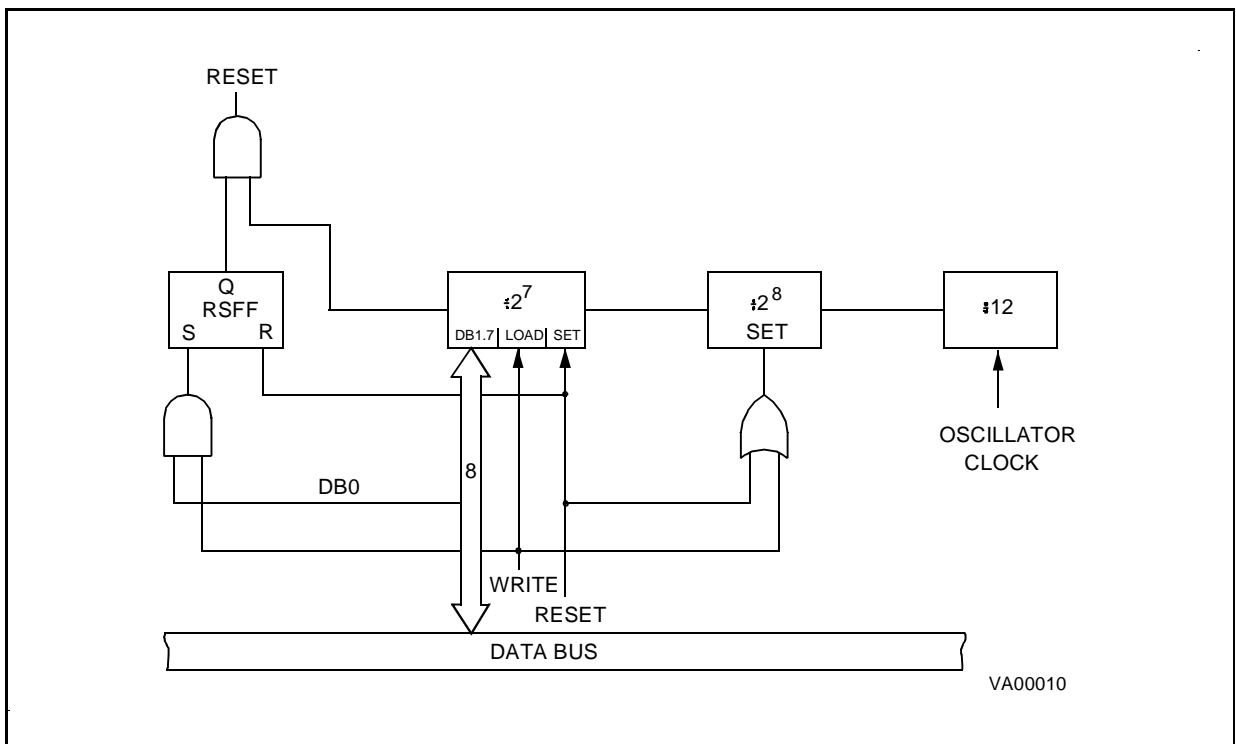 RESET
Q
RSFF
S R
÷2⁷
DB1.7 LOAD SET
÷2⁸
SET
÷12
OSCILLATOR
CLOCK
8
DB0
WRITE
RESET
DATA BUS
VA00010